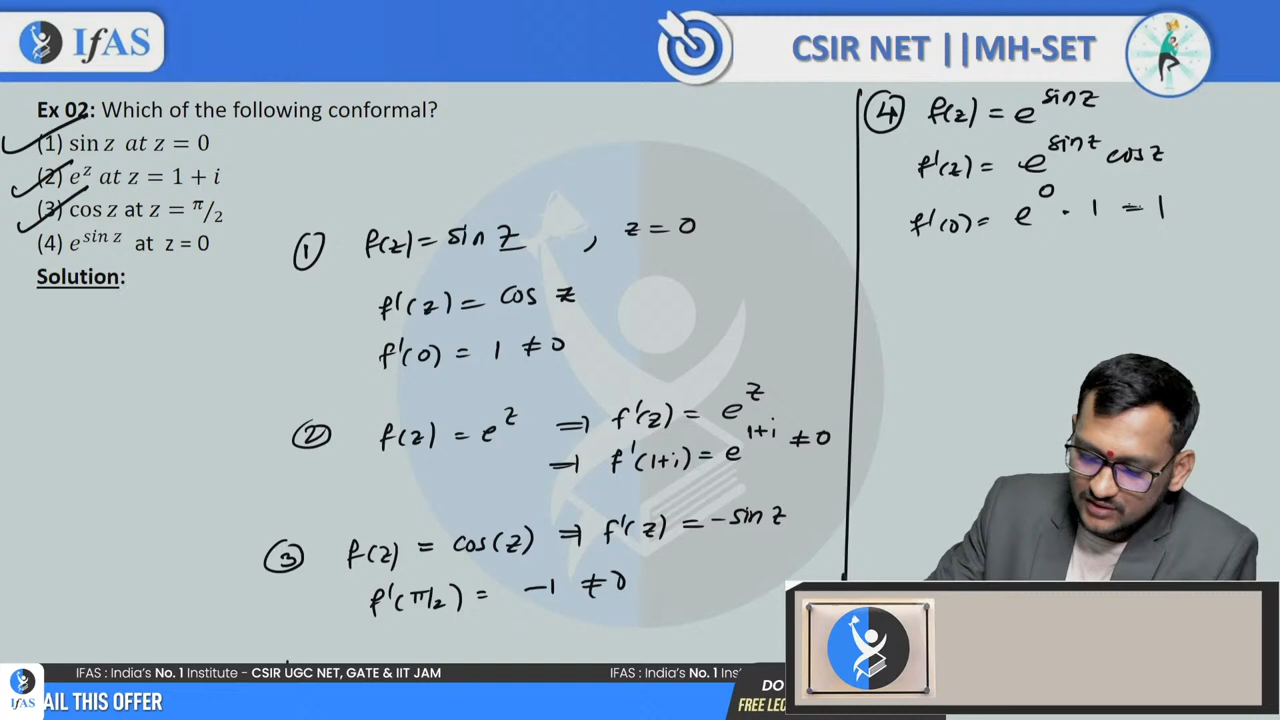 IfAS
CSIR NET ||MH-SET
Ex 02: Which of the following conformal?
(1) sin z at z = 0
(2) e^z at z = 1 + i
(3) cos z at z = π/2
(4) e^{sin z} at z = 0
Solution:
① f(z) = sin z , z = 0
f'(z) = cos z
f'(0) = 1 ≠ 0
② f(z) = e^z ⟹ f'(z) = e^z
⟹ f'(1+i) = e^{1+i} ≠ 0
③ f(z) = cos(z) ⟹ f'(z) = -sin z
f'(π/2) = -1 ≠ 0
④ f(z) = e^{sin z}
f'(z) = e^{sin z} cos z
f'(0) = e^0 · 1 = 1
IFAS : India's No. 1 Institute - CSIR UGC NET, GATE & IIT JAM
IFAS : India's No. 1 Ins
IfAS
AIL THIS OFFER
DO
FREE LEC